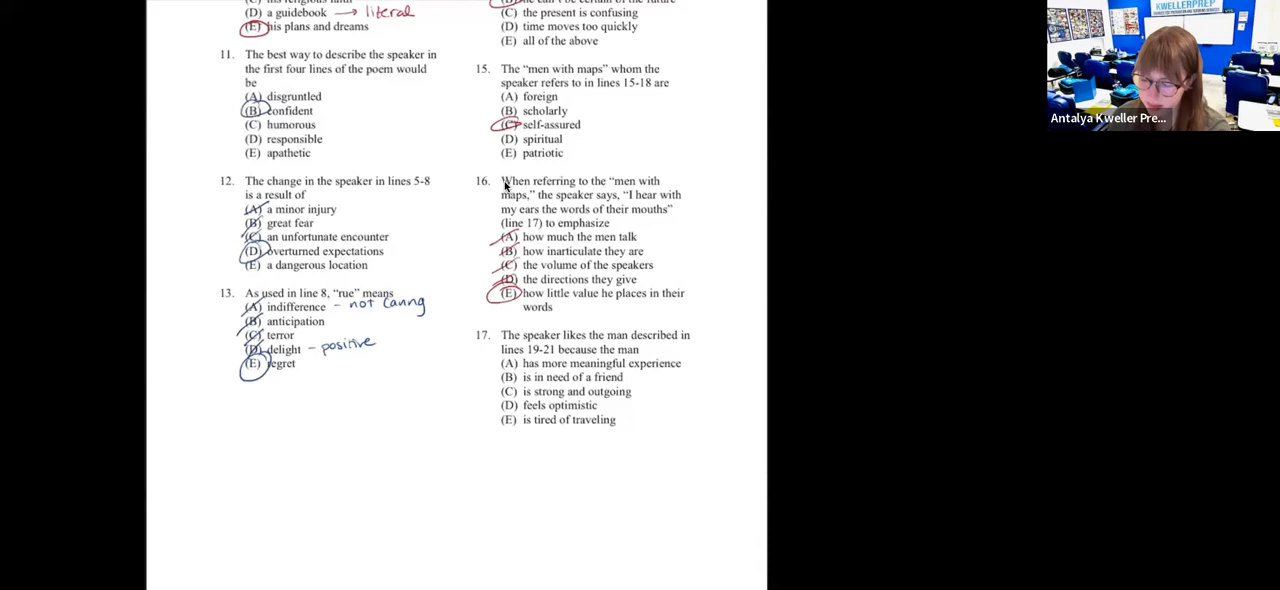 (D) a guidebook → literal
(E) his plans and dreams
11. The best way to describe the speaker in
the first four lines of the poem would
be
(A) disgruntled
(B) confident
(C) humorous
(D) responsible
(E) apathetic
12. The change in the speaker in lines 5-8
is a result of
(A) a minor injury
(B) great fear
(C) an unfortunate encounter
(D) overturned expectations
(E) a dangerous location
13. As used in line 8, “rue” means
(A) indifference - not caring
(B) anticipation
(C) terror
(D) delight - positive
(E) regret
(C) the present is confusing
(D) time moves too quickly
(E) all of the above
15. The “men with maps” whom the
speaker refers to in lines 15-18 are
(A) foreign
(B) scholarly
(C) self-assured
(D) spiritual
(E) patriotic
16. When referring to the “men with
maps,” the speaker says, “I hear with
my ears the words of their mouths”
(line 17) to emphasize
(A) how much the men talk
(B) how inarticulate they are
(C) the volume of the speakers
(D) the directions they give
(E) how little value he places in their
words
17. The speaker likes the man described in
lines 19-21 because the man
(A) has more meaningful experience
(B) is in need of a friend
(C) is strong and outgoing
(D) feels optimistic
(E) is tired of traveling
KWELLERPREP
Antalya Kweller Pre...